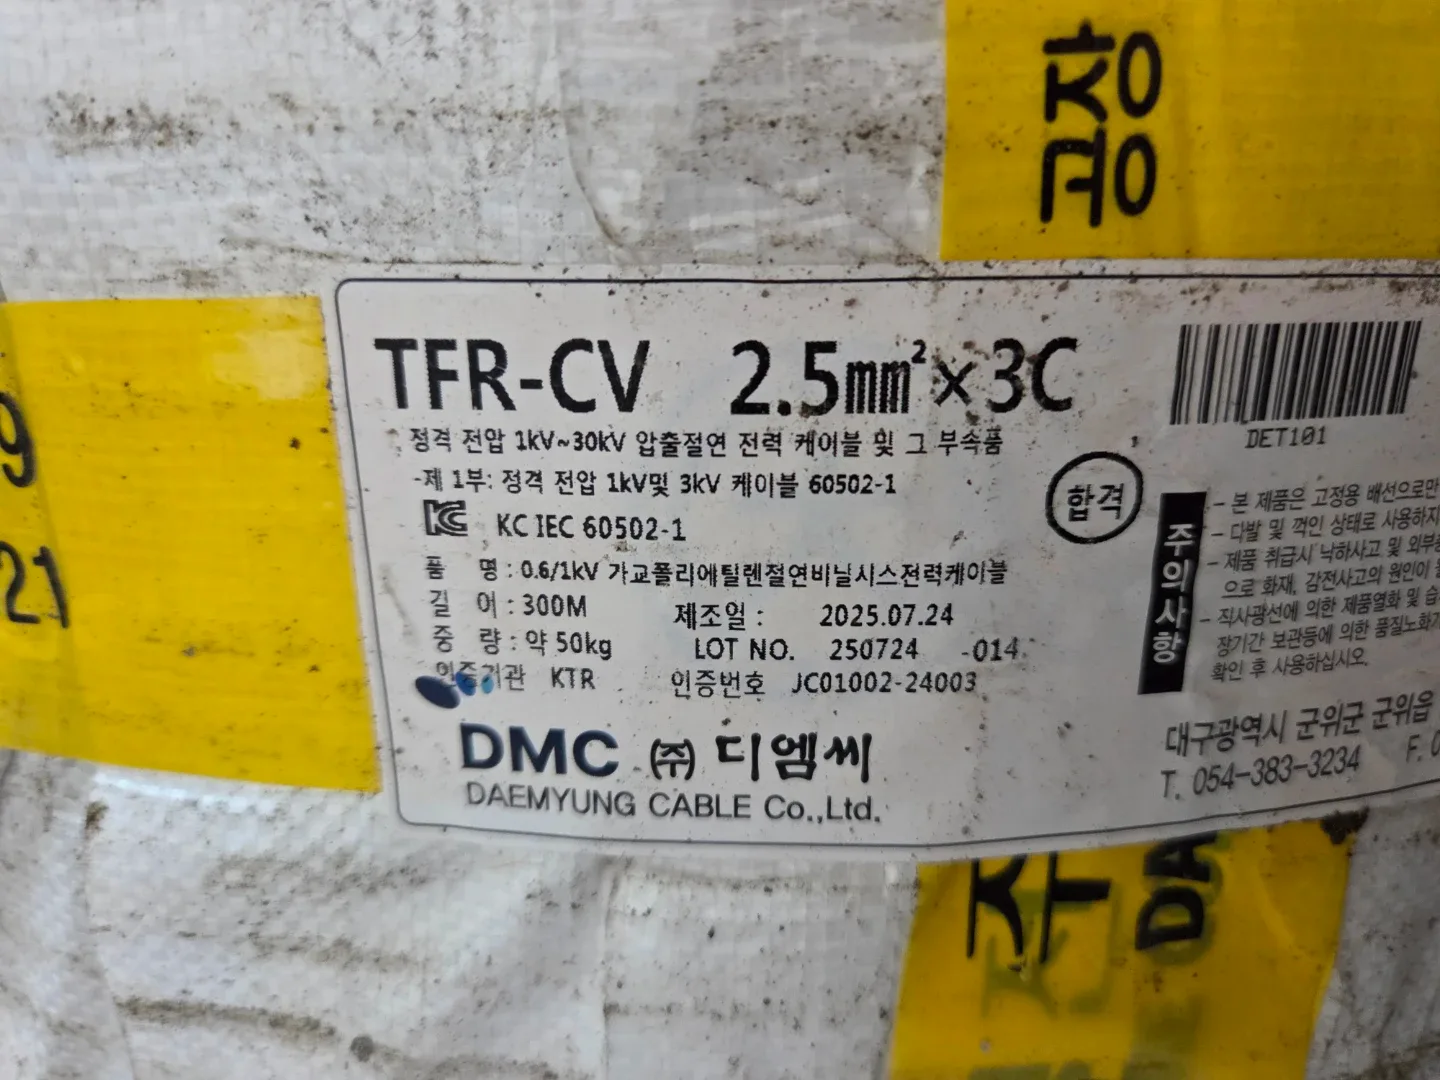 창
공
9
21
TFR-CV 2.5㎟×3C
DET101
정격 전압 1kV~30kV 압출절연 전력 케이블 및 그 부속품
-제 1부: 정격 전압 1kV및 3kV 케이블 60502-1
합격
KC KC IEC 60502-1
품 명 : 0.6/1kV 가교폴리에틸렌절연비닐시스전력케이블
길 이 : 300M 제조일 : 2025.07.24
중 량 : 약 50kg LOT NO. 250724 -014
인증기관 KTR 인증번호 JC01002-24003
DMC ㈜ 디엠씨
DAEMYUNG CABLE Co.,Ltd.
주의사항
- 본 제품은 고정용 배선으로만
- 다발 및 꺽인 상태로 사용하지
- 제품 취급시 낙하사고 및 외부
으로 화재, 감전사고의 원인이
- 직사광선에 의한 제품열화 및 습
장기간 보관등에 의한 품질노화
확인 후 사용하십시오.
대구광역시 군위군 군위읍
T. 054-383-3234 F. 0
주
DA